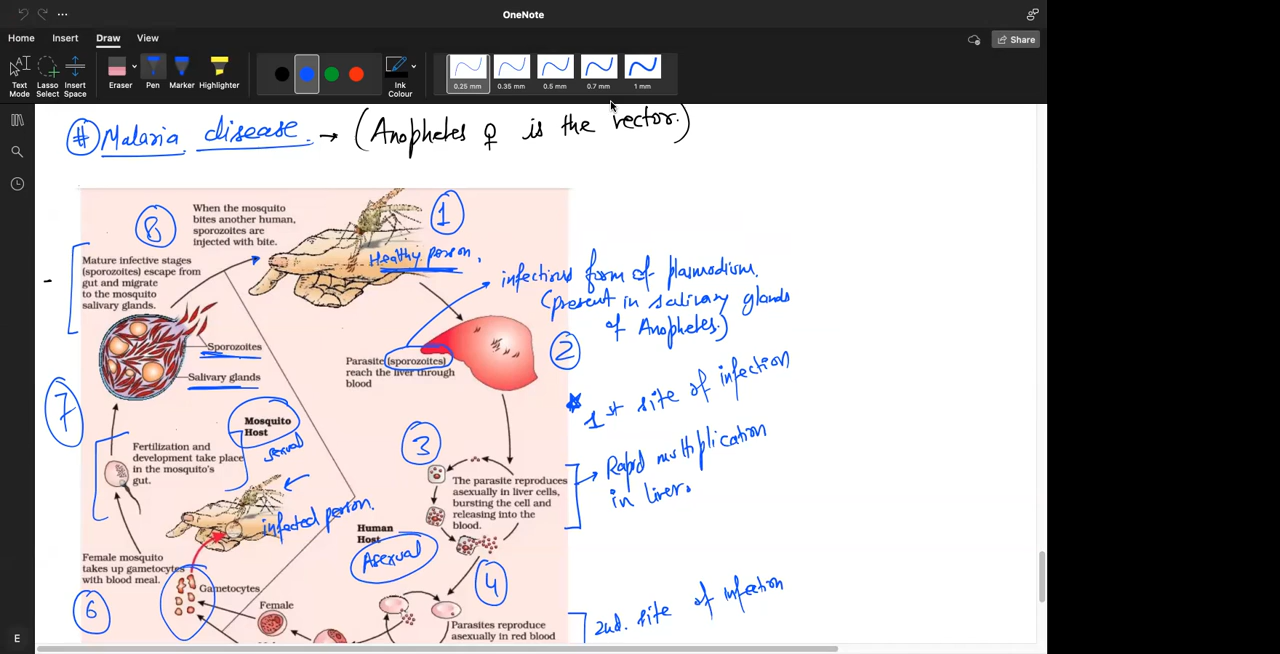 OneNote
Home Insert Draw View
Share
Text Mode
Lasso Select
Insert Space
Eraser
Pen
Marker
Highlighter
Ink Colour
0.25 mm
0.35 mm
0.5 mm
0.7 mm
1 mm
# Malaria disease. → (Anopheles ♀ is the vector.)
8
When the mosquito
bites another human,
sporozoites are
injected with bite.
1
Healthy person.
Mature infective stages
(sporozoites) escape from
gut and migrate
to the mosquito
salivary glands.
infectious form of plasmodium.
(present in salivary glands
of Anopheles.)
Sporozoites
Salivary glands
Parasite (sporozoites)
reach the liver through
blood
2
1st site of infection
7
Mosquito
Host
sexual
Fertilization and
development take place
in the mosquito's
gut.
3
The parasite reproduces
asexually in liver cells,
bursting the cell and
releasing into the
blood.
Rapid multiplication
in liver.
infected person.
Human
Host
Asexual
Female mosquito
takes up gametocytes
with blood meal.
Gametocytes
6
Female
4
Parasites reproduce
asexually in red blood
2nd. site of infection
E